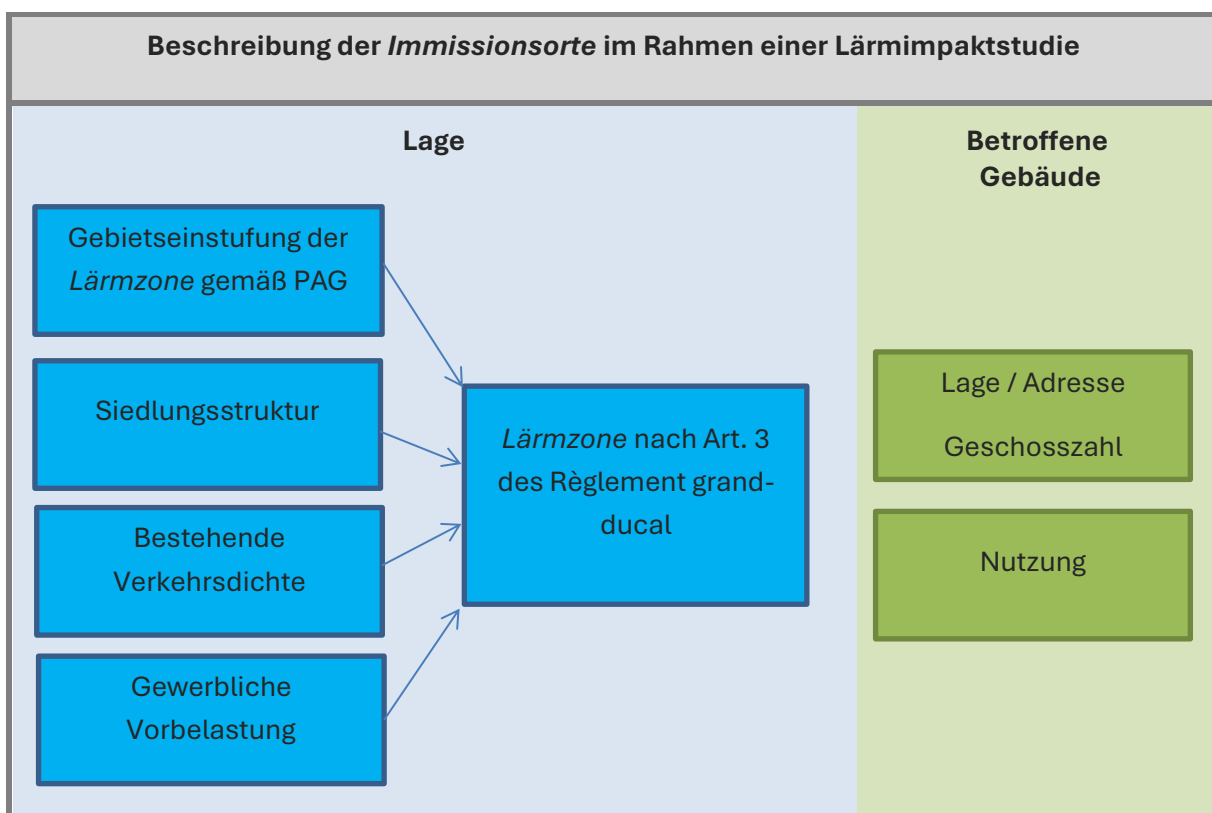 Beschreibung der Immissionsorte im Rahmen einer Lärmimpaktstudie
Lage
Gebietseinstufung der
Lärmzone gemäß PAG
Siedlungsstruktur
Bestehende
Verkehrsdichte
Gewerbliche
Vorbelastung
Lärmzone nach Art. 3
des Règlement grand-
ducal
Betroffene
Gebäude
Lage / Adresse
Geschosszahl
Nutzung